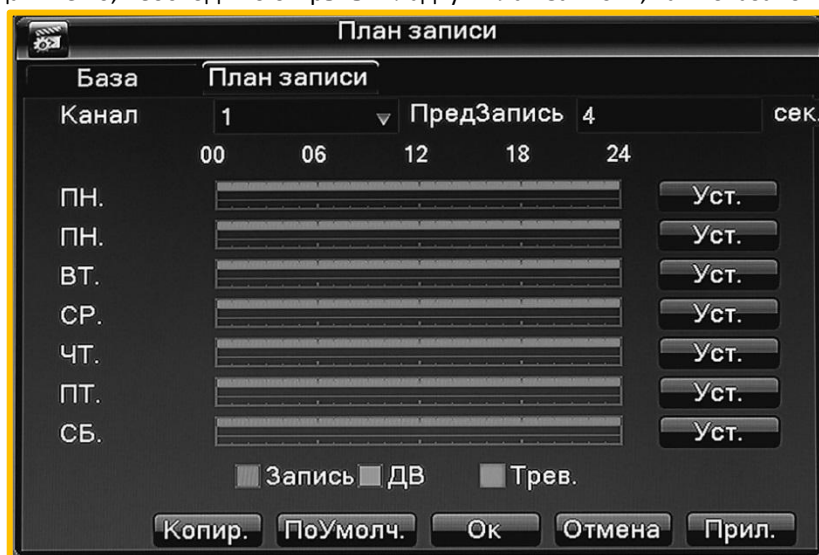 План записи
База План записи
Канал 1 ПредЗапись 4 сек.
00 06 12 18 24
ПН. Уст.
ПН. Уст.
ВТ. Уст.
СР. Уст.
ЧТ. Уст.
ПТ. Уст.
СБ. Уст.
Запись ДВ Трев.
Копир. ПоУмолч. Ок Отмена Прил.